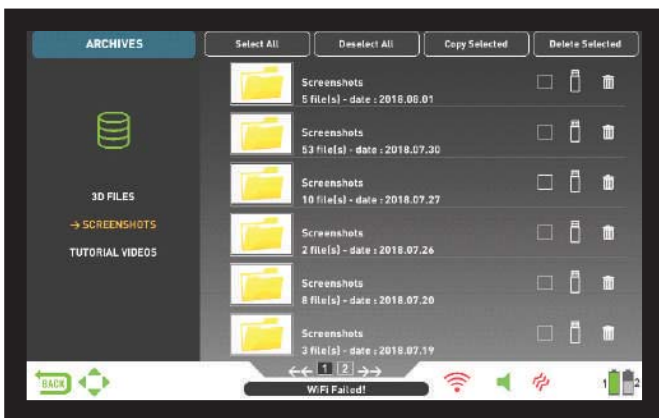 ARCHIVES
Select All
Deselect All
Copy Selected
Delete Selected
Screenshots
5 file(s) - date : 2018.08.01
Screenshots
53 file(s) - date : 2018.07.30
Screenshots
10 file(s) - date : 2018.07.27
Screenshots
2 file(s) - date : 2018.07.26
Screenshots
8 file(s) - date : 2018.07.20
Screenshots
3 file(s) - date : 2018.07.19
3D FILES
→ SCREENSHOTS
TUTORIAL VIDEOS
BACK
←← 1 2 →→
WiFi Failed!
1 2